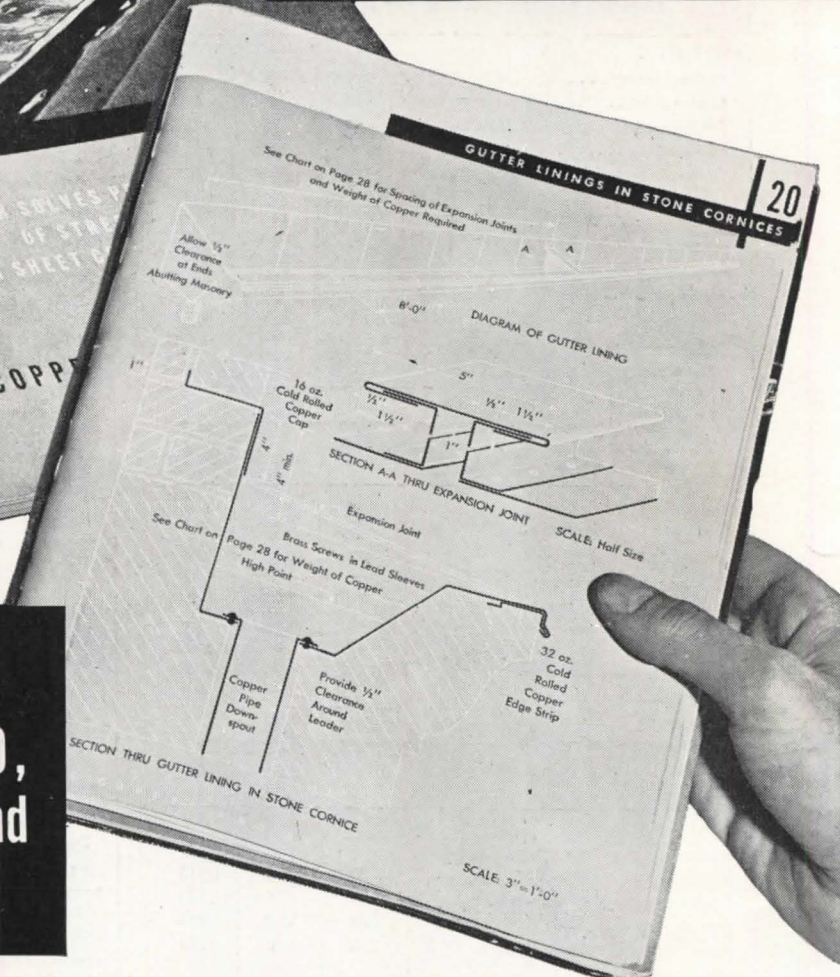 GUTTER LININGS IN STONE CORNICES
20
See Chart on Page 28 for Spacing of Expansion Joints
and Weight of Copper Required
A A
Allow ½"
Clearance
at Ends
Abutting Masonry
8'-0"
DIAGRAM OF GUTTER LINING
1"
16 oz.
Cold Rolled
Copper
Cap
5"
½" ½" 1½"
1½"
1"
4"
4" min.
SECTION A-A THRU EXPANSION JOINT
SCALE: Half Size
Expansion Joint
Brass Screws in Lead Sleeves
See Chart on Page 28 for Weight of Copper
High Point
32 oz.
Cold
Rolled
Copper
Edge Strip
Copper
Pipe
Down-
spout
Provide ½"
Clearance
Around
Leader
SECTION THRU GUTTER LINING IN STONE CORNICE
SCALE: 3"=1'-0"
SOLVES
OF
SHEET